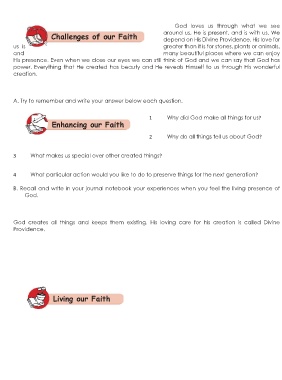 God loves us through what we see
around us. He is present, and is with us. We
Challenges of our Faith
depend on His Divine Providence. His love for
us is greater than it is for stones, plants or animals,
and many beautiful places where we can enjoy
His presence. Even when we close our eyes we can still think of God and we can say that God has
power. Everything that He created has beauty and He reveals Himself to us through His wonderful
creation.
A. Try to remember and write your answer below each question.
1 Why did God make all things for us?
Enhancing our Faith
2 Why do all things tell us about God?
3 What makes us special over other created things?
4 What particular action would you like to do to preserve things for the next generation?
B. Recall and write in your journal notebook your experiences when you feel the living presence of
God.
God creates all things and keeps them existing. His loving care for his creation is called Divine
Providence.
Living our Faith